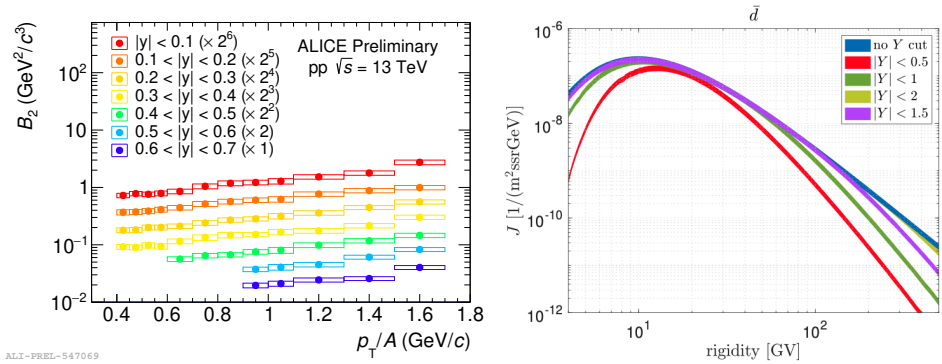 |y| < 0.1 (× 2⁶)
0.1 < |y| < 0.2 (× 2⁵)
0.2 < |y| < 0.3 (× 2⁴)
0.3 < |y| < 0.4 (× 2³)
0.4 < |y| < 0.5 (× 2²)
0.5 < |y| < 0.6 (× 2)
0.6 < |y| < 0.7 (× 1)
ALICE Preliminary
pp √s = 13 TeV
B₂ (GeV²/c³)
10²
10
1
10⁻¹
10⁻²
0.4 0.6 0.8 1 1.2 1.4 1.6 1.8
p_T/A (GeV/c)
ALI-PREL-547069
d̄
no Y cut
|Y| < 0.5
|Y| < 1
|Y| < 2
|Y| < 1.5
J [1/(m²ssrGeV)]
10⁻⁶
10⁻⁸
10⁻¹⁰
10⁻¹²
10¹ 10²
rigidity [GV]